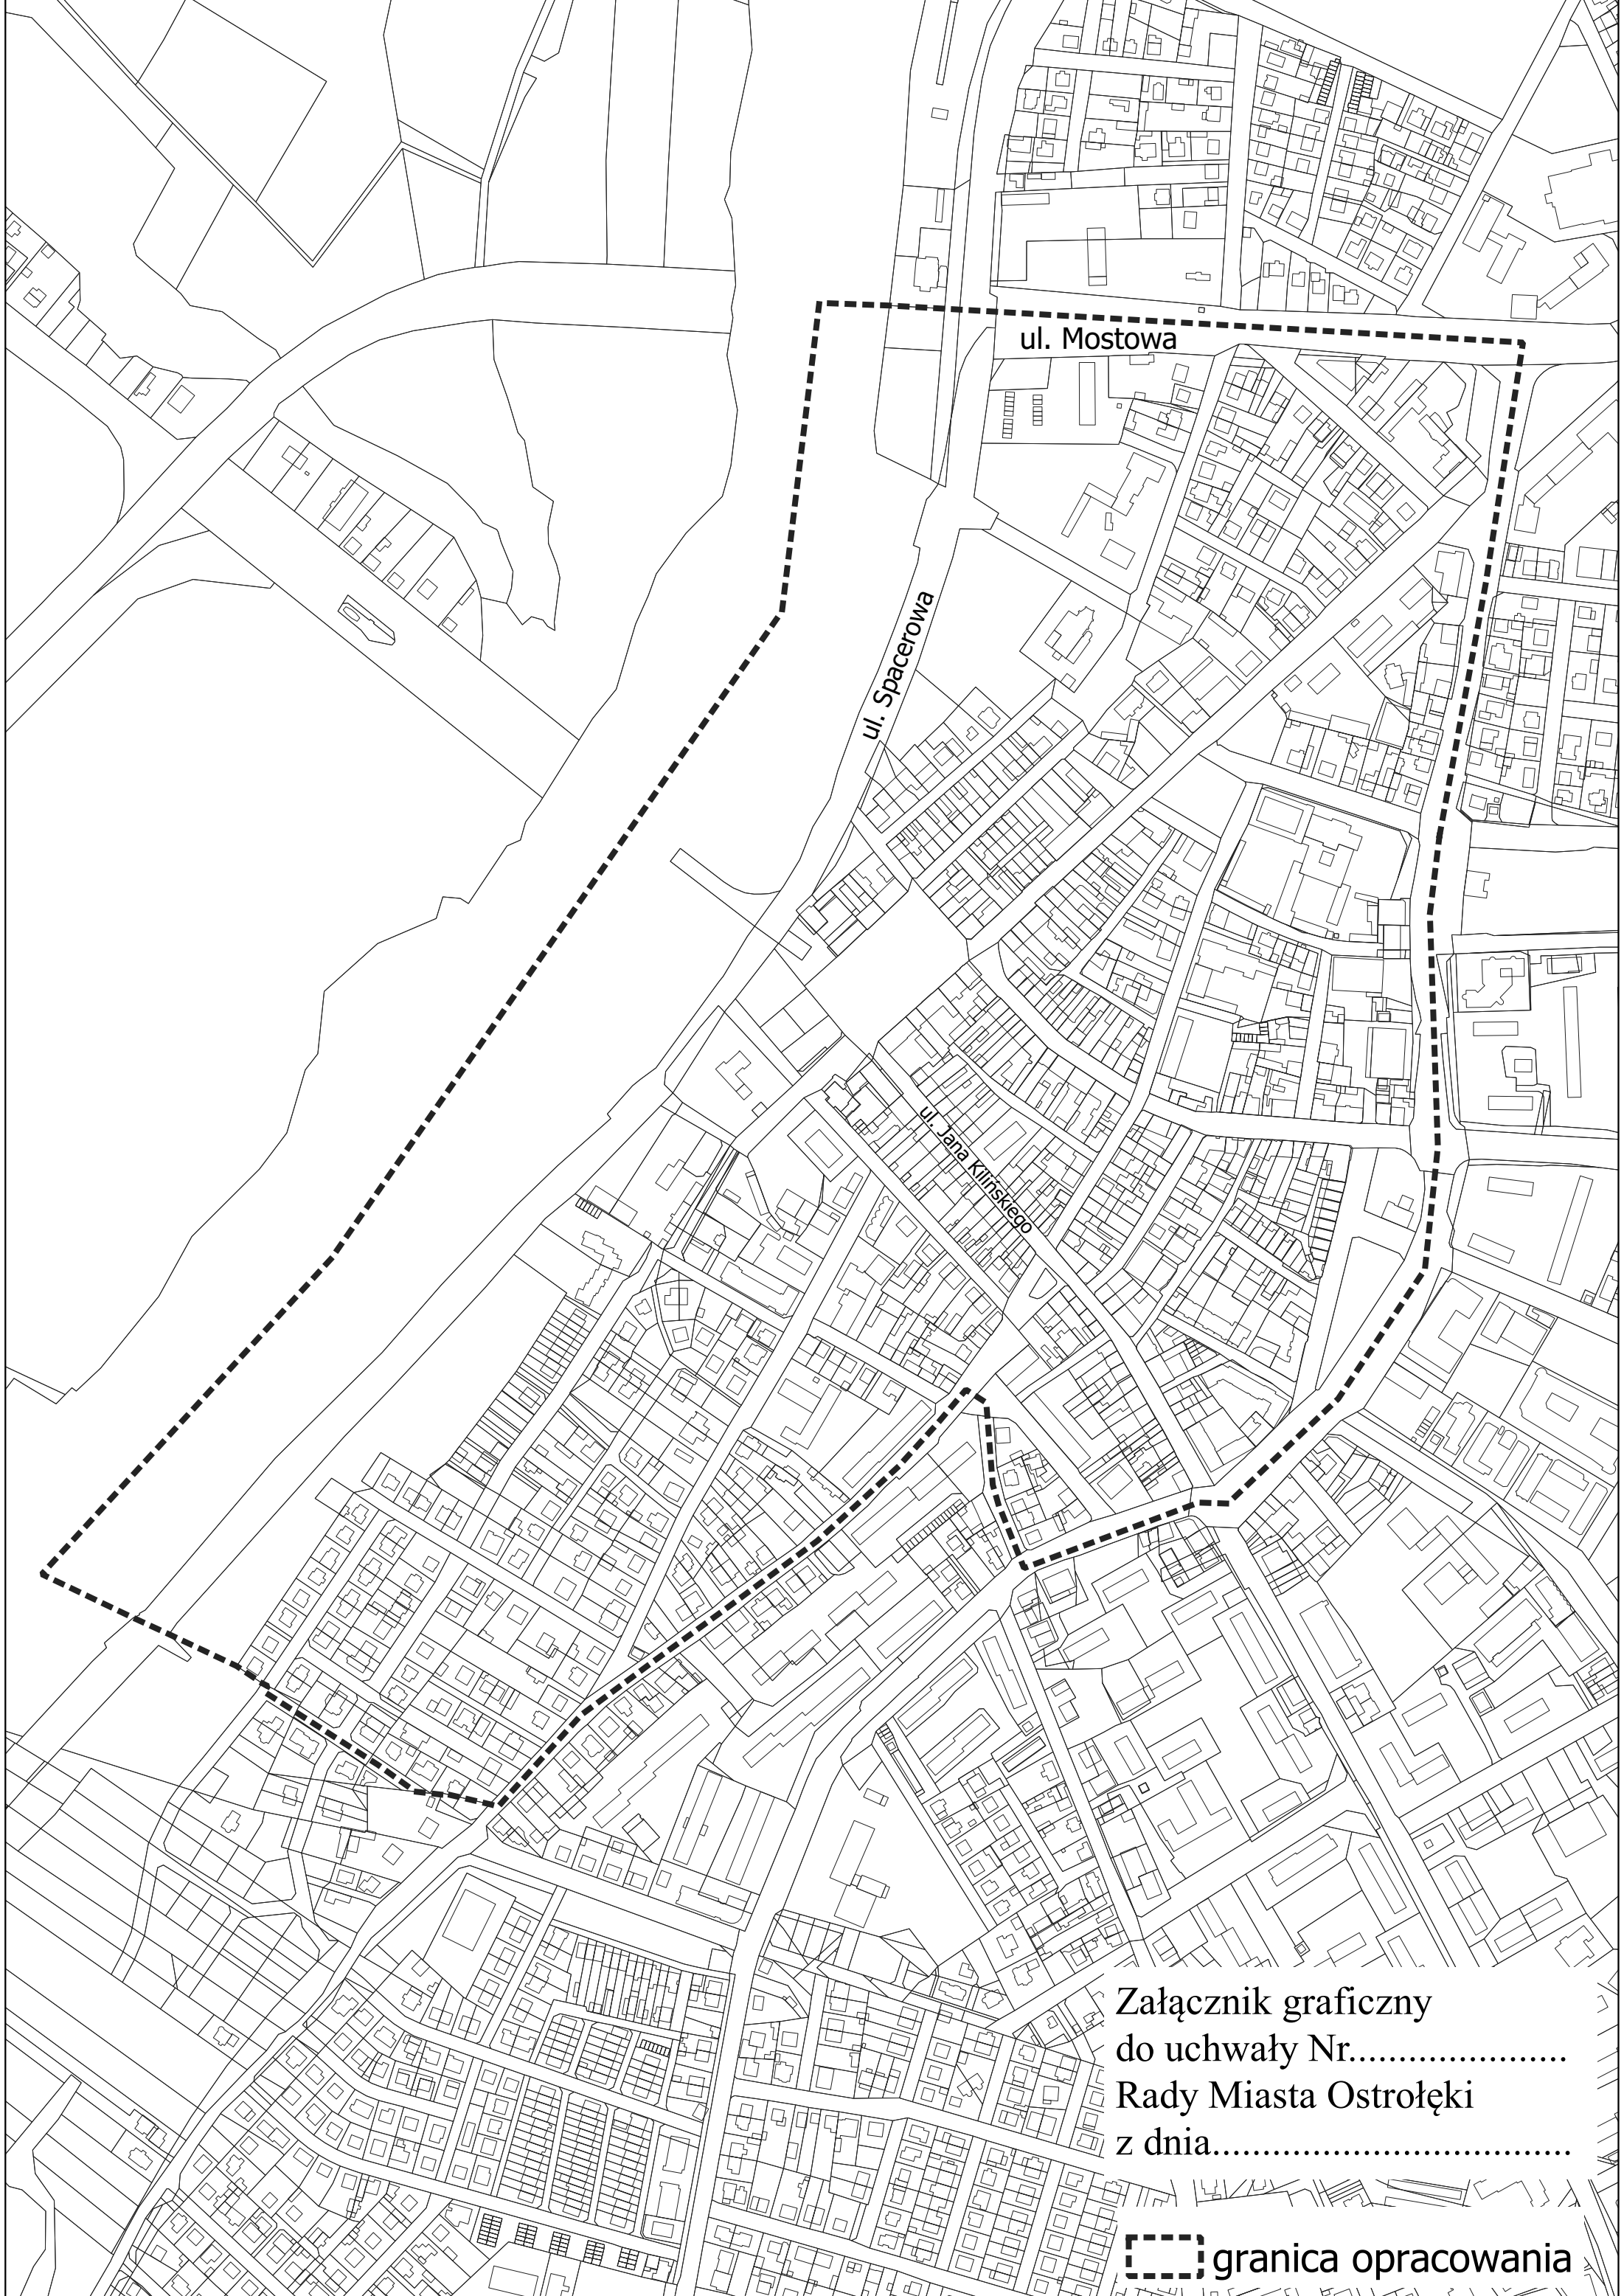 ul. Mostowa
ul. Spacerowa
ul. Jana Kilińskiego
Załącznik graficzny
do uchwały Nr......................
Rady Miasta Ostrołęki
z dnia....................................
granica opracowania